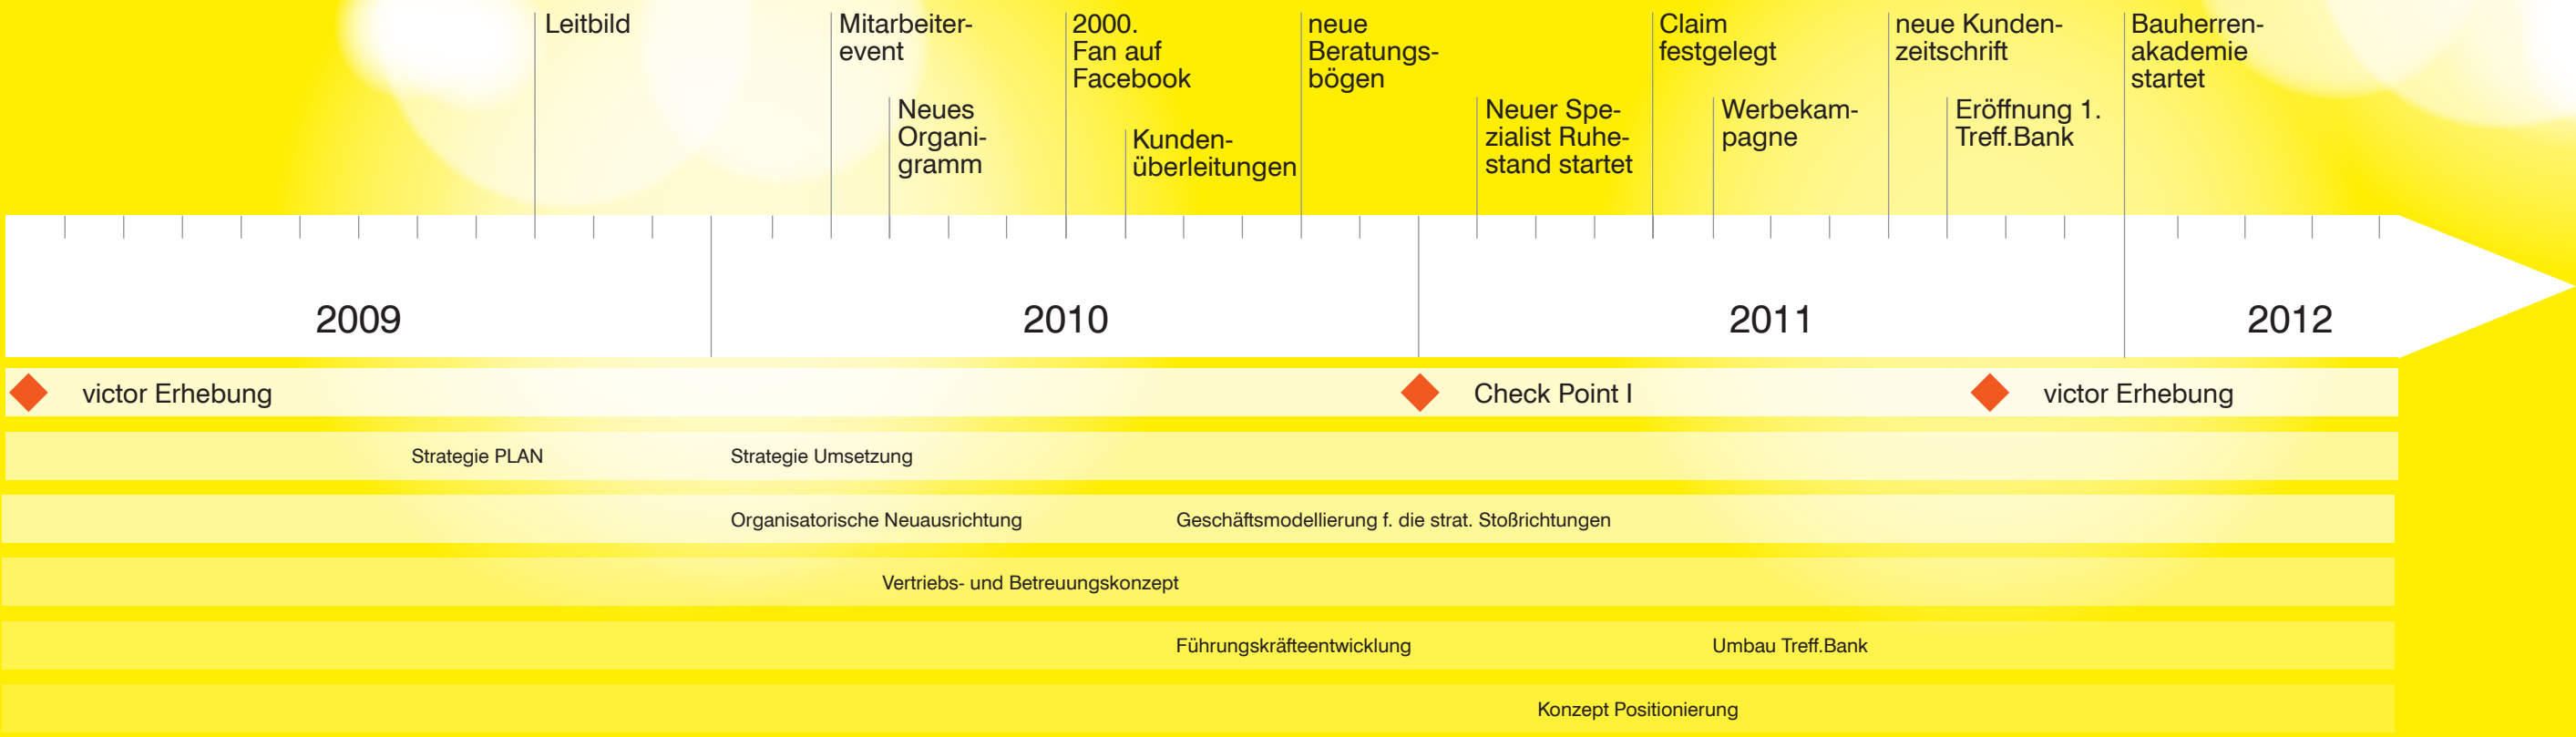 Leitbild
Mitarbeiter-
event
Neues
Organi-
gramm
2000.
Fan auf
Facebook
Kunden-
überleitungen
neue
Beratungs-
bögen
Neuer Spe-
zialist Ruhe-
stand startet
Claim
festgelegt
Werbekam-
pagne
neue Kunden-
zeitschrift
Eröffnung 1.
Treff.Bank
Bauherren-
akademie
startet
2009 2010 2011 2012
victor Erhebung Check Point I victor Erhebung
Strategie PLAN Strategie Umsetzung
Organisatorische Neuausrichtung Geschäftsmodellierung f. die strat. Stoßrichtungen
Vertriebs- und Betreuungskonzept
Führungskräfteentwicklung Umbau Treff.Bank
Konzept Positionierung